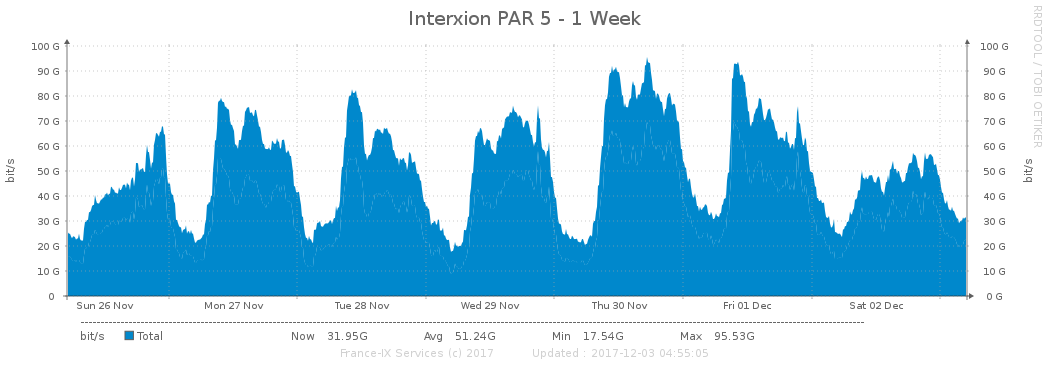 Interxion PAR 5 - 1 Week
RRDTOOL / TOBI OETIKER
100 G 100 G
90 G 90 G
80 G 80 G
70 G 70 G
60 G 60 G
50 G 50 G
40 G 40 G
30 G 30 G
20 G 20 G
10 G 10 G
0 0 G
bit/s bit/s
Sun 26 Nov Mon 27 Nov Tue 28 Nov Wed 29 Nov Thu 30 Nov Fri 01 Dec Sat 02 Dec
bit/s Total Now 31.95G Avg 51.24G Min 17.54G Max 95.53G
France-IX Services (c) 2017 Updated : 2017-12-03 04:55:05